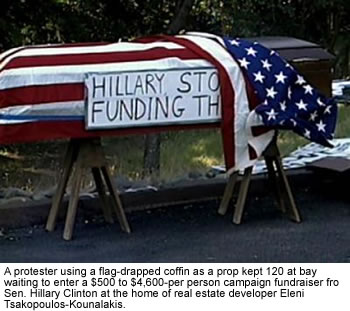 HILLARY STO
FUNDING TH
A protester using a flag-drapped coffin as a prop kept 120 at bay
waiting to enter a $500 to $4,600-per person campaign fundraiser fro
Sen. Hillary Clinton at the home of real estate developer Eleni
Tsakopoulos-Kounalakis.